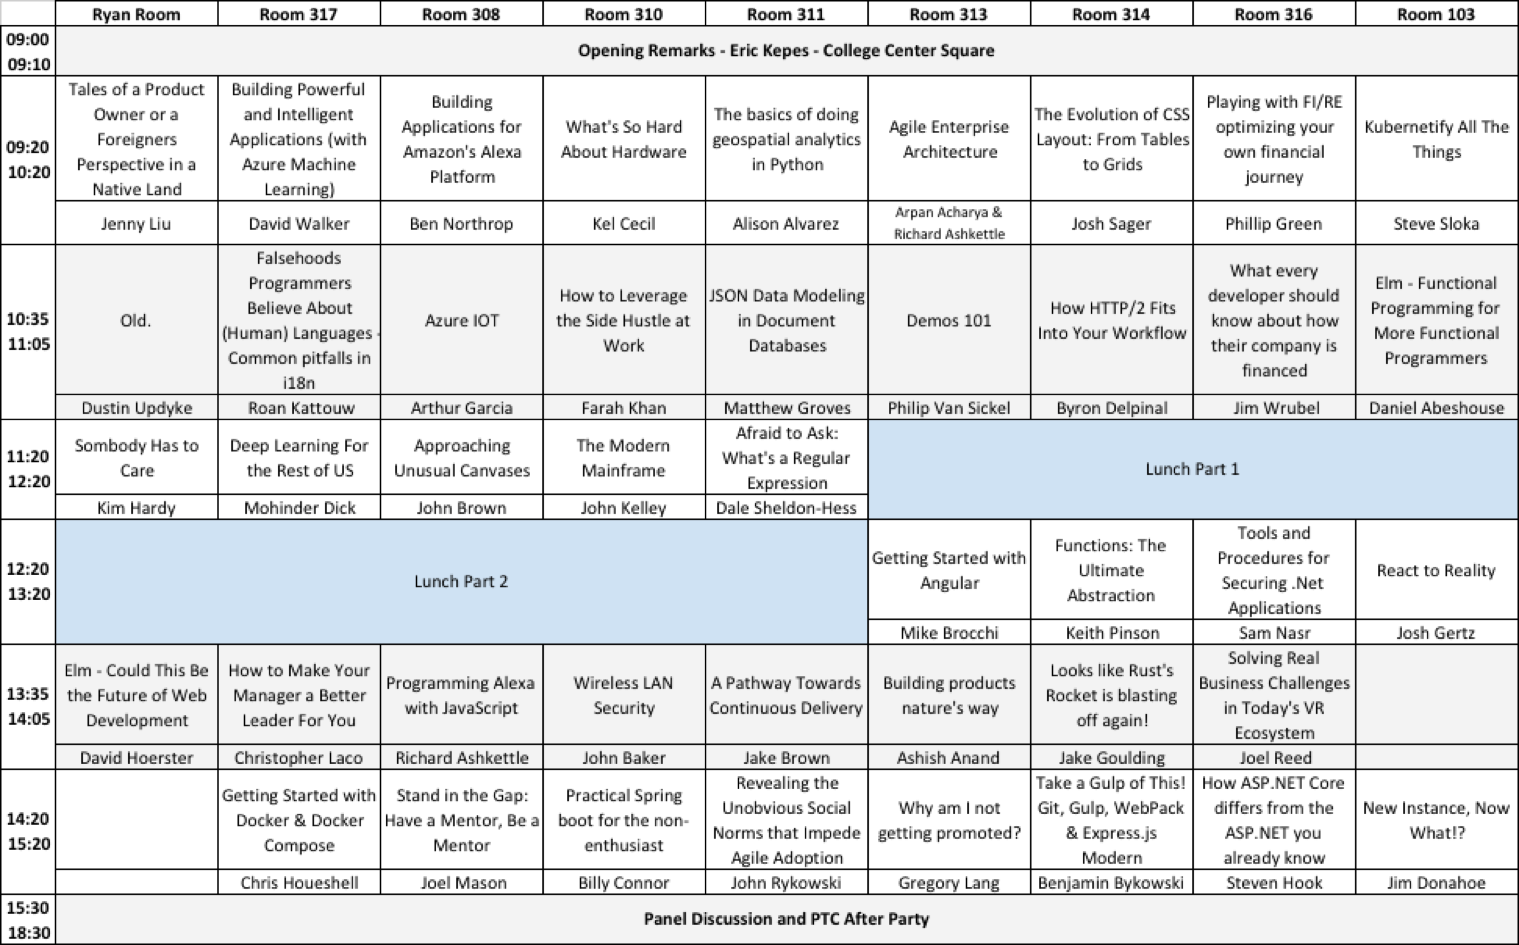 Ryan Room
Room 317
Room 308
Room 310
Room 311
Room 313
Room 314
Room 316
Room 103
09:00
09:10
Opening Remarks - Eric Kepes - College Center Square
09:20
10:20
Tales of a Product
Owner or a
Foreigners
Perspective in a
Native Land
Building Powerful
and Intelligent
Applications (with
Azure Machine
Learning)
Building
Applications for
Amazon's Alexa
Platform
What's So Hard
About Hardware
The basics of doing
geospatial analytics
in Python
Agile Enterprise
Architecture
The Evolution of CSS
Layout: From Tables
to Grids
Playing with FI/RE
optimizing your
own financial
journey
Kubernetify All The
Things
Jenny Liu
David Walker
Ben Northrop
Kel Cecil
Alison Alvarez
Arpan Acharya &
Richard Ashkettle
Josh Sager
Phillip Green
Steve Sloka
10:35
11:05
Old.
Falsehoods
Programmers
Believe About
(Human) Languages -
Common pitfalls in
i18n
Azure IOT
How to Leverage
the Side Hustle at
Work
JSON Data Modeling
in Document
Databases
Demos 101
How HTTP/2 Fits
Into Your Workflow
What every
developer should
know about how
their company is
financed
Elm - Functional
Programming for
More Functional
Programmers
Dustin Updyke
Roan Kattouw
Arthur Garcia
Farah Khan
Matthew Groves
Philip Van Sickel
Byron Delpinal
Jim Wrubel
Daniel Abeshouse
11:20
12:20
Sombody Has to
Care
Deep Learning For
the Rest of US
Approaching
Unusual Canvases
The Modern
Mainframe
Afraid to Ask:
What's a Regular
Expression
Lunch Part 1
Kim Hardy
Mohinder Dick
John Brown
John Kelley
Dale Sheldon-Hess
12:20
13:20
Lunch Part 2
Getting Started with
Angular
Functions: The
Ultimate
Abstraction
Tools and
Procedures for
Securing .Net
Applications
React to Reality
Mike Brocchi
Keith Pinson
Sam Nasr
Josh Gertz
13:35
14:05
Elm - Could This Be
the Future of Web
Development
How to Make Your
Manager a Better
Leader For You
Programming Alexa
with JavaScript
Wireless LAN
Security
A Pathway Towards
Continuous Delivery
Building products
nature's way
Looks like Rust's
Rocket is blasting
off again!
Solving Real
Business Challenges
in Today's VR
Ecosystem
David Hoerster
Christopher Laco
Richard Ashkettle
John Baker
Jake Brown
Ashish Anand
Jake Goulding
Joel Reed
14:20
15:20
Getting Started with
Docker & Docker
Compose
Stand in the Gap:
Have a Mentor, Be a
Mentor
Practical Spring
boot for the non-
enthusiast
Revealing the
Unobvious Social
Norms that Impede
Agile Adoption
Why am I not
getting promoted?
Take a Gulp of This!
Git, Gulp, WebPack
& Express.js
Modern
How ASP.NET Core
differs from the
ASP.NET you
already know
New Instance, Now
What!?
Chris Houeshell
Joel Mason
Billy Connor
John Rykowski
Gregory Lang
Benjamin Bykowski
Steven Hook
Jim Donahoe
15:30
18:30
Panel Discussion and PTC After Party